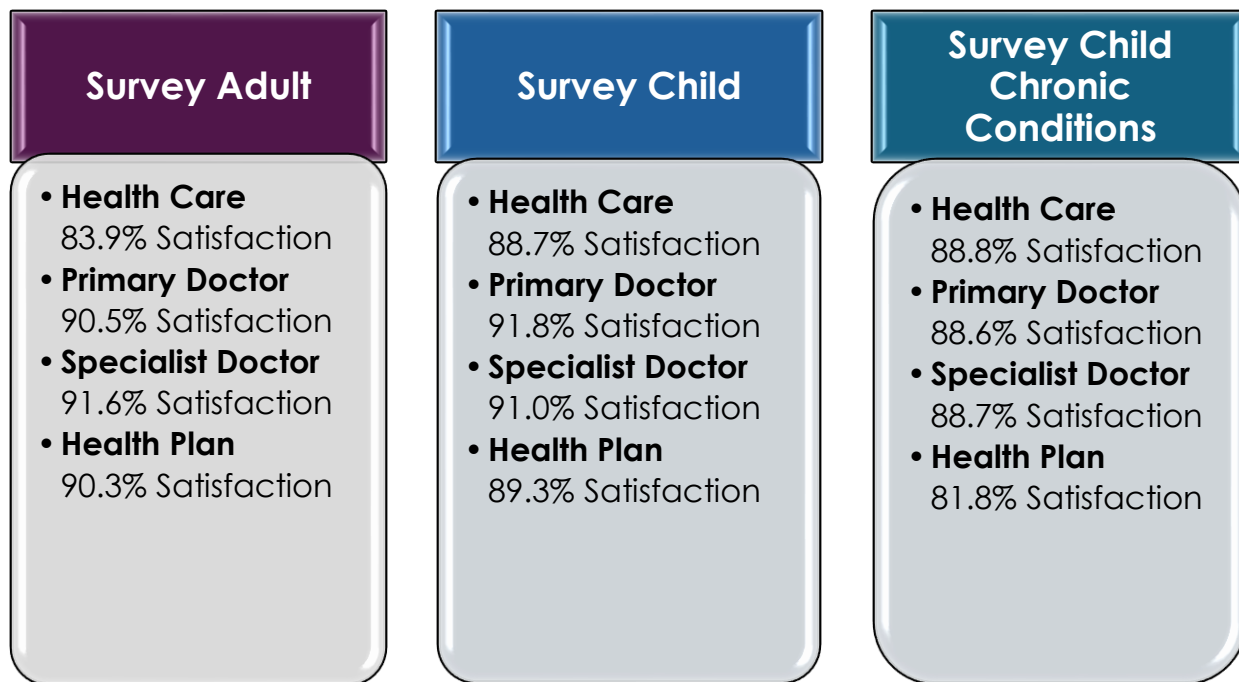 Survey Adult
• Health Care
83.9% Satisfaction
• Primary Doctor
90.5% Satisfaction
• Specialist Doctor
91.6% Satisfaction
• Health Plan
90.3% Satisfaction
Survey Child
• Health Care
88.7% Satisfaction
• Primary Doctor
91.8% Satisfaction
• Specialist Doctor
91.0% Satisfaction
• Health Plan
89.3% Satisfaction
Survey Child
Chronic
Conditions
• Health Care
88.8% Satisfaction
• Primary Doctor
88.6% Satisfaction
• Specialist Doctor
88.7% Satisfaction
• Health Plan
81.8% Satisfaction